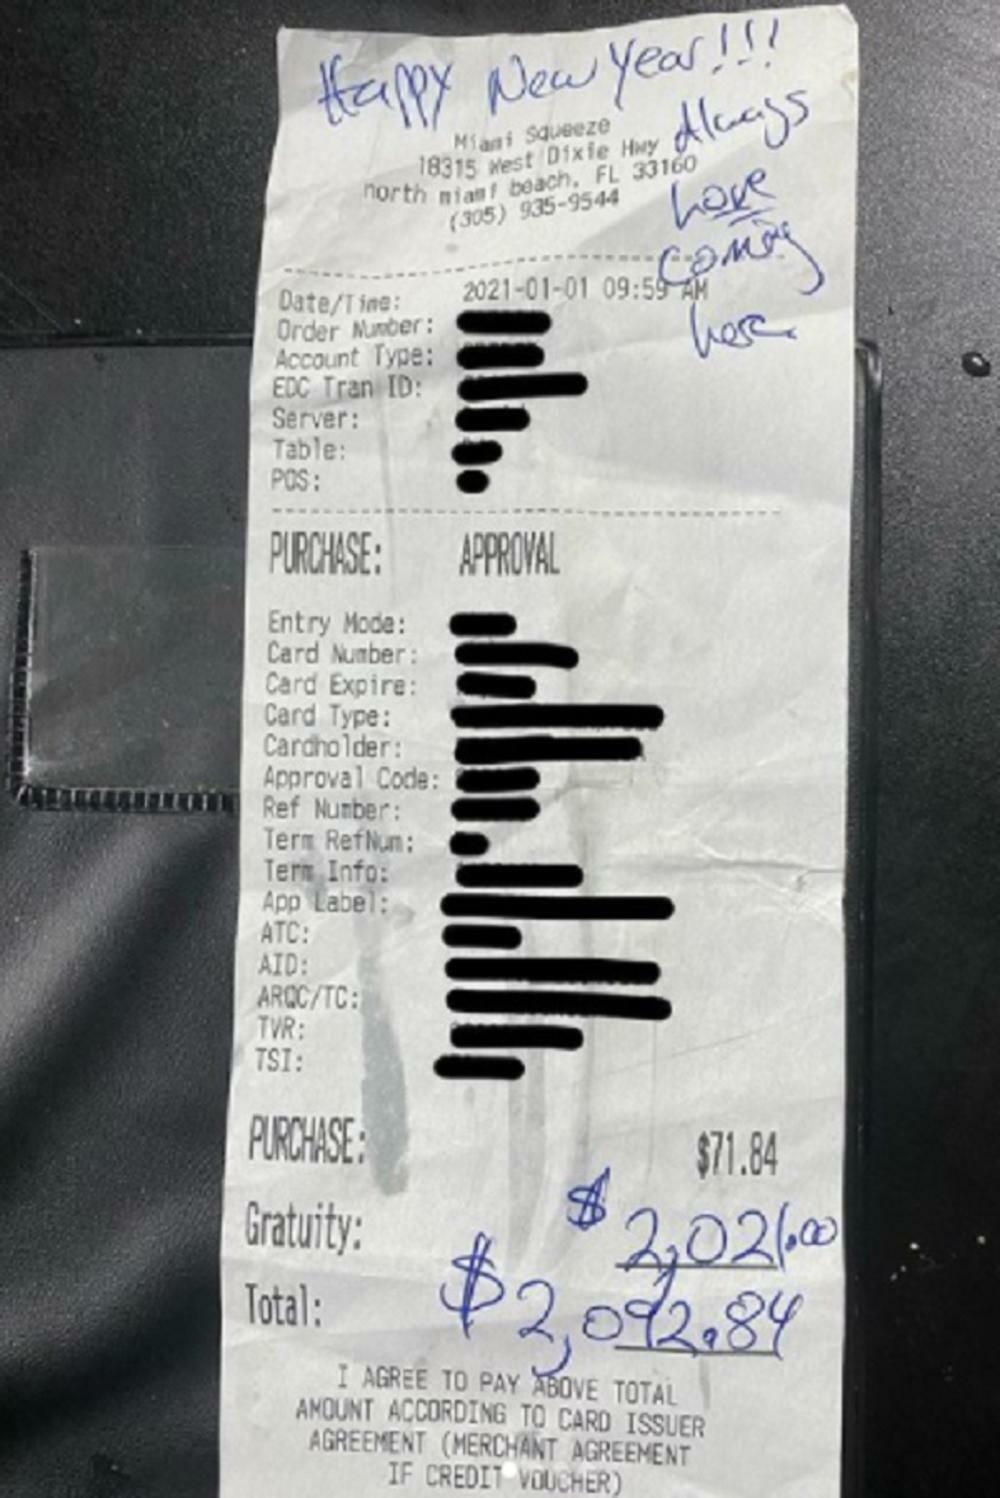 Happy New Year!!!
Always
Love
coming
here
Miami Squeeze
18315 West Dixie Hwy
north miami beach, FL 33160
(305) 935-9544
Date/Time: 2021-01-01 09:59 AM
Order Number:
Account Type:
EDC Tran ID:
Server:
Table:
POS:
PURCHASE: APPROVAL
Entry Mode:
Card Number:
Card Expire:
Card Type:
Cardholder:
Approval Code:
Ref Number:
Term RefNum:
Term Info:
App Label:
ATC:
AID:
ARQC/TC:
TVR:
TSI:
PURCHASE: $71.84
Gratuity: $ 2,021.00
Total: $2,092.84
I AGREE TO PAY ABOVE TOTAL
AMOUNT ACCORDING TO CARD ISSUER
AGREEMENT (MERCHANT AGREEMENT
IF CREDIT VOUCHER)